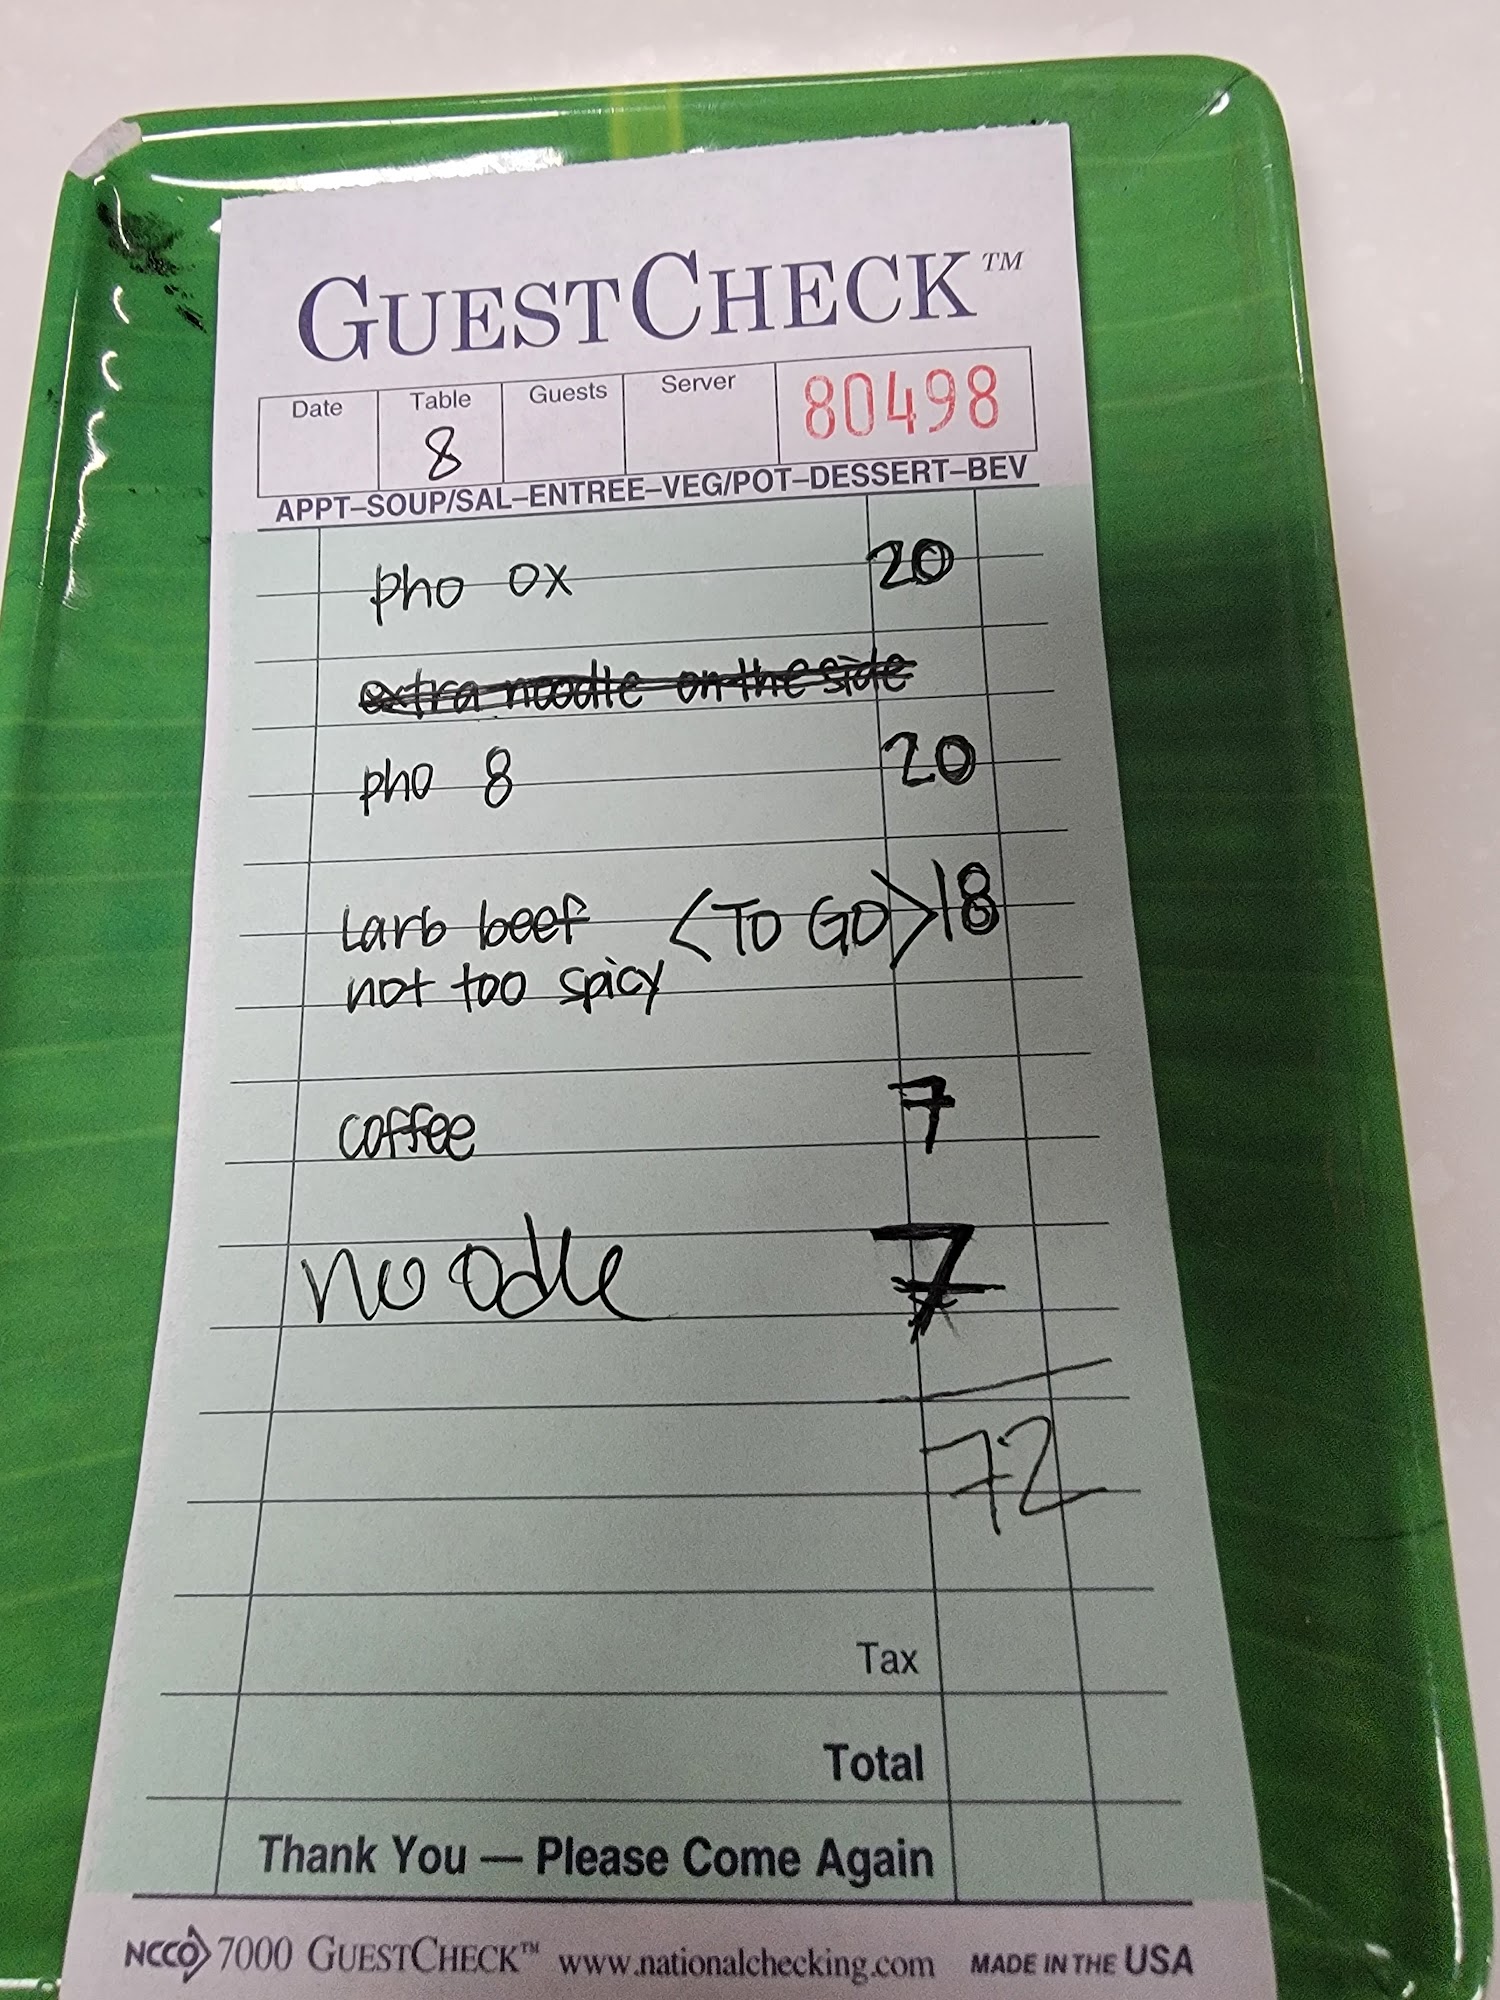 GUESTCHECK™
Date Table Guests Server 80498
8
APPT–SOUP/SAL–ENTREE–VEG/POT–DESSERT–BEV
pho ox 20
extra noodle on the side
pho 8 20
Larb beef <TO GO> 18
not too spicy
coffee 7
noodle 7
72
Tax
Total
Thank You — Please Come Again
NCCO 7000 GUESTCHECK™ www.nationalchecking.com MADE IN THE USA